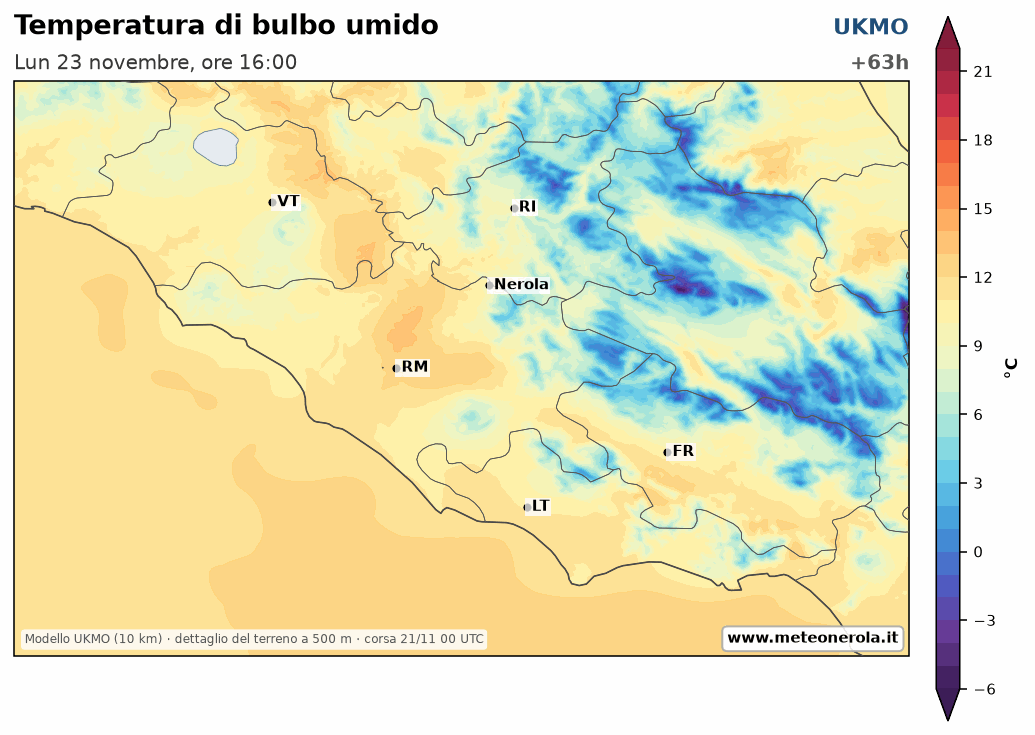 Temperatura di bulbo umido
UKMO
Lun 23 novembre, ore 16:00
+63h
VT
RI
Nerola
RM
FR
LT
Modello UKMO (10 km) · dettaglio del terreno a 500 m · corsa 21/11 00 UTC
www.meteonerola.it
21
18
15
12
9
6
3
0
−3
−6
°C